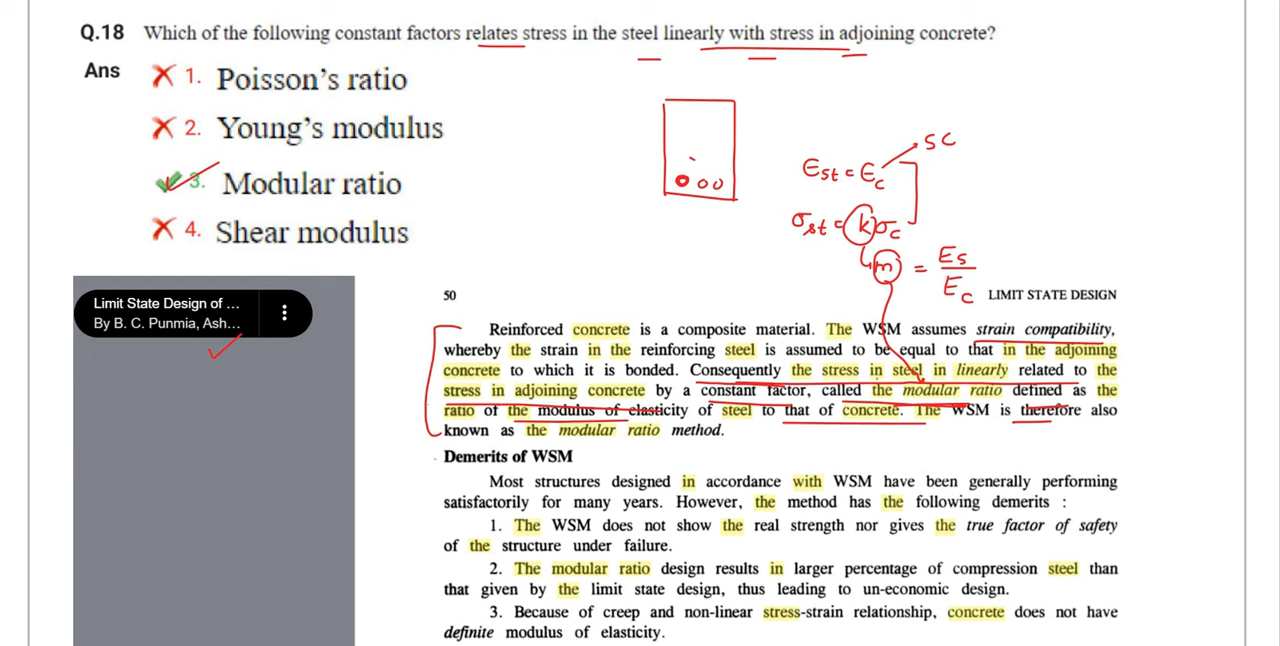 Q.18 Which of the following constant factors relates stress in the steel linearly with stress in adjoining concrete?
Ans
1. Poisson's ratio
2. Young's modulus
3. Modular ratio
4. Shear modulus
SC
Est = Ec
σst = k σc
m = Es/Ec
Limit State Design of ...
By B. C. Punmia, Ash...
50
LIMIT STATE DESIGN
Reinforced concrete is a composite material. The WSM assumes strain compatibility,
whereby the strain in the reinforcing steel is assumed to be equal to that in the adjoining
concrete to which it is bonded. Consequently the stress in steel in linearly related to the
stress in adjoining concrete by a constant factor, called the modular ratio defined as the
ratio of the modulus of elasticity of steel to that of concrete. The WSM is therefore also
known as the modular ratio method.
Demerits of WSM
Most structures designed in accordance with WSM have been generally performing
satisfactorily for many years. However, the method has the following demerits :
1. The WSM does not show the real strength nor gives the true factor of safety
of the structure under failure.
2. The modular ratio design results in larger percentage of compression steel than
that given by the limit state design, thus leading to un-economic design.
3. Because of creep and non-linear stress-strain relationship, concrete does not have
definite modulus of elasticity.